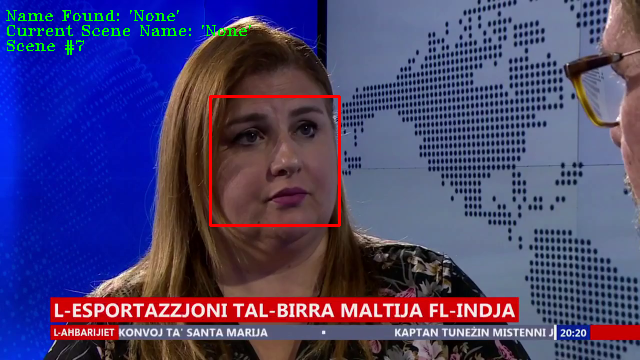 Name Found: 'None'
Current Scene Name: 'None'
Scene #7
L-ESPORTAZZJONI TAL-BIRRA MALTIJA FL-INDJA
L-AĦBARIJIET KONVOJ TA' SANTA MARIJA KAPTAN TUNEŻIN MISTENNI J 20:20